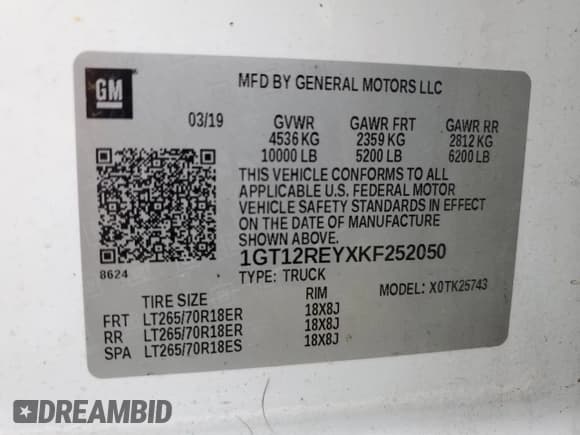 GM
MFD BY GENERAL MOTORS LLC
03/19 GVWR GAWR FRT GAWR RR
4536 KG 2359 KG 2812 KG
10000 LB 5200 LB 6200 LB
THIS VEHICLE CONFORMS TO ALL
APPLICABLE U.S. FEDERAL MOTOR
VEHICLE SAFETY STANDARDS IN EFFECT
ON THE DATE OF MANUFACTURE
SHOWN ABOVE.
8624
1GT12REYXKF252050
TYPE: TRUCK
MODEL: X0TK25743
TIRE SIZE RIM
FRT LT265/70R18ER 18X8J
RR LT265/70R18ER 18X8J
SPA LT265/70R18ES 18X8J
DREAMBID